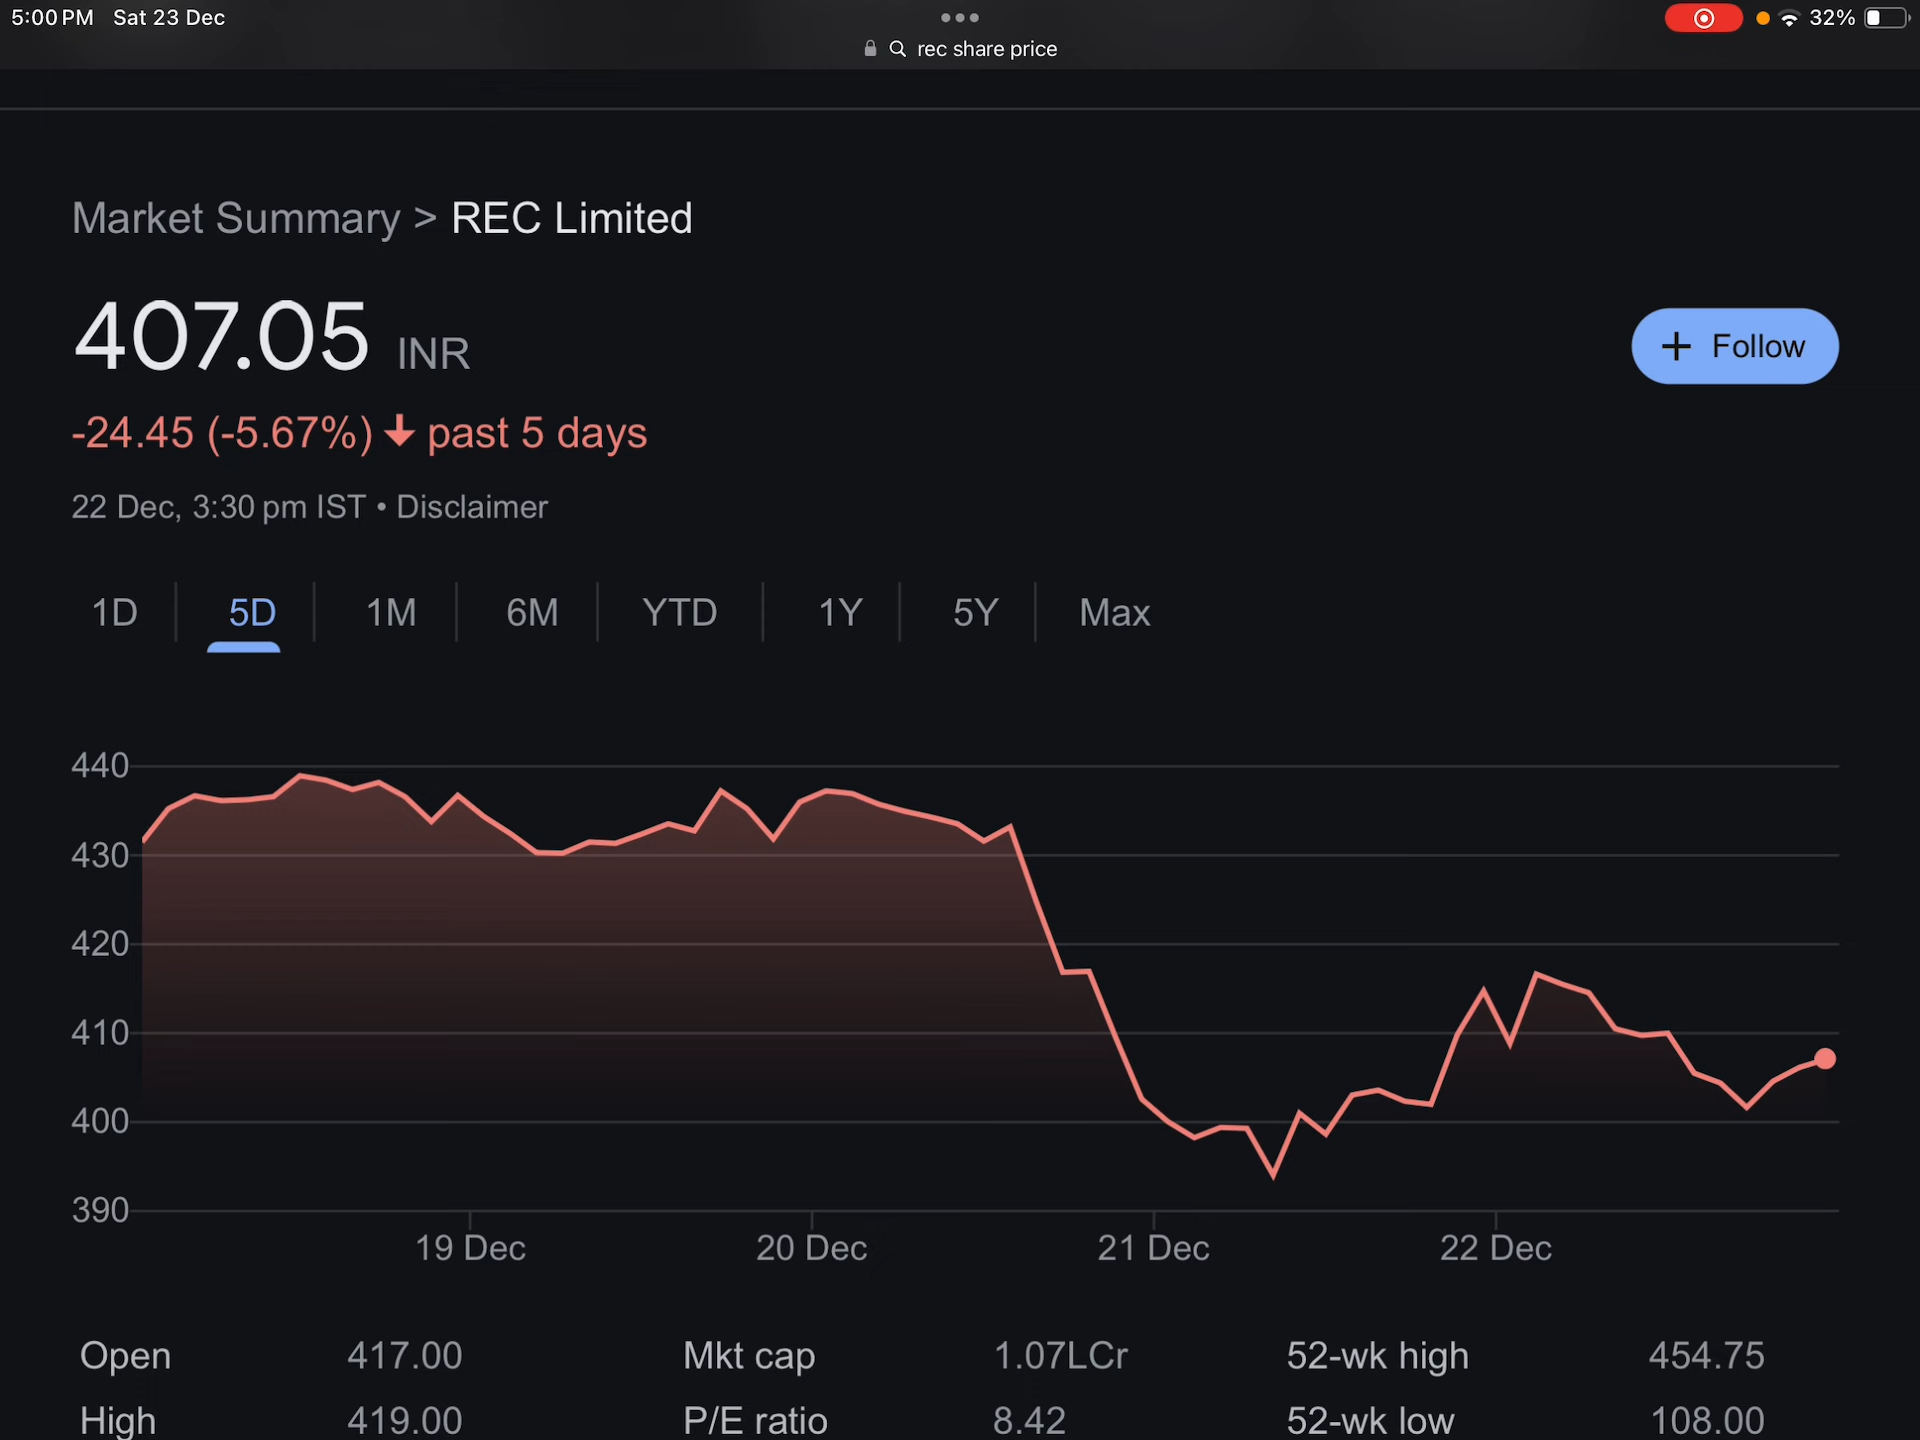 5:00 PM Sat 23 Dec
32%
rec share price
Market Summary > REC Limited
407.05 INR
+ Follow
-24.45 (-5.67%) ↓ past 5 days
22 Dec, 3:30 pm IST • Disclaimer
1D 5D 1M 6M YTD 1Y 5Y Max
440
430
420
410
400
390
19 Dec 20 Dec 21 Dec 22 Dec
Open 417.00 Mkt cap 1.07LCr 52-wk high 454.75
High 419.00 P/E ratio 8.42 52-wk low 108.00